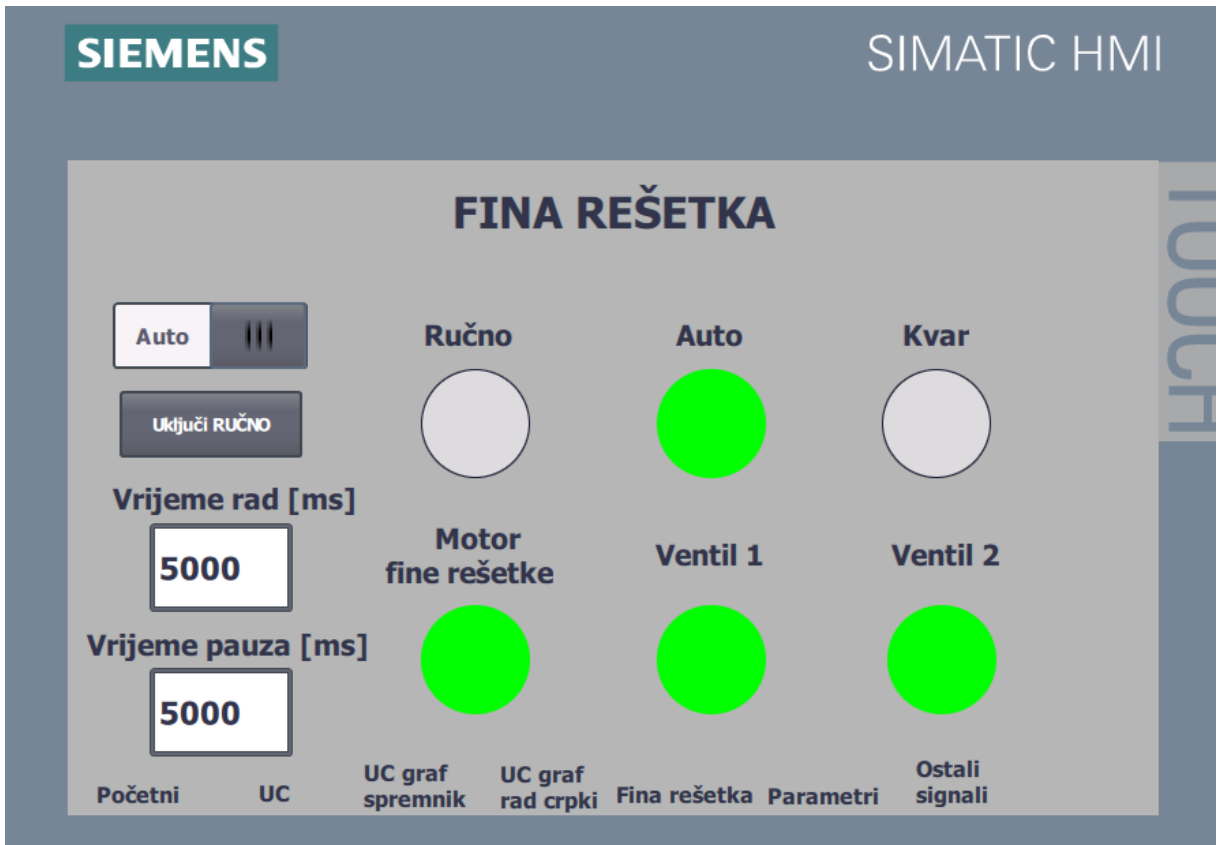 SIEMENS
SIMATIC HMI
TOUCH
FINA REŠETKA
Auto
Ručno
Auto
Kvar
Uključi RUČNO
Vrijeme rad [ms]
5000
Motor
fine rešetke
Ventil 1
Ventil 2
Vrijeme pauza [ms]
5000
Početni
UC
UC graf
spremnik
UC graf
rad crpki
Fina rešetka
Parametri
Ostali
signali